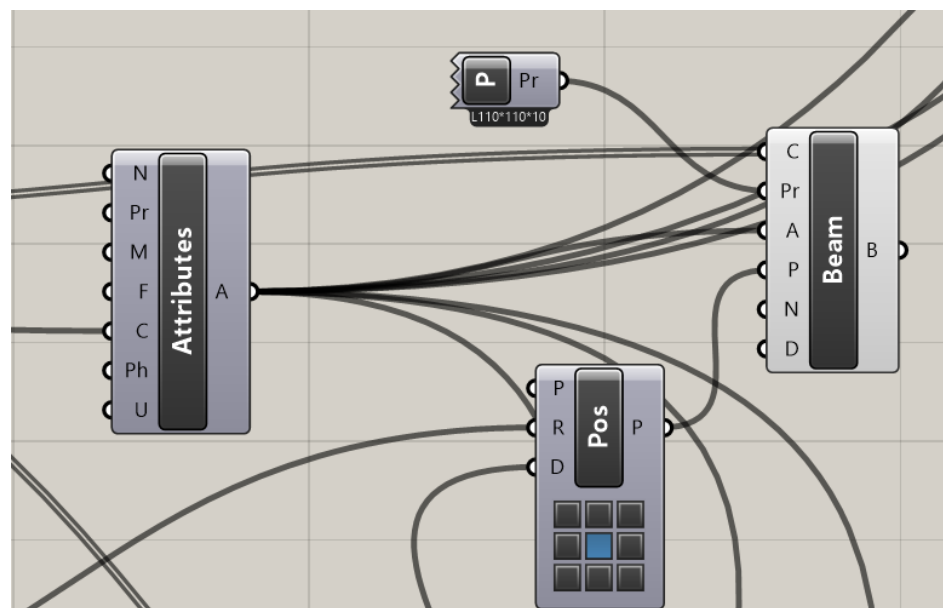 P Pr
L110*110*10
N
Pr
M
F
C
Ph
U
Attributes
A
C
Pr
A
P
N
D
Beam
B
P
R
D
Pos
P